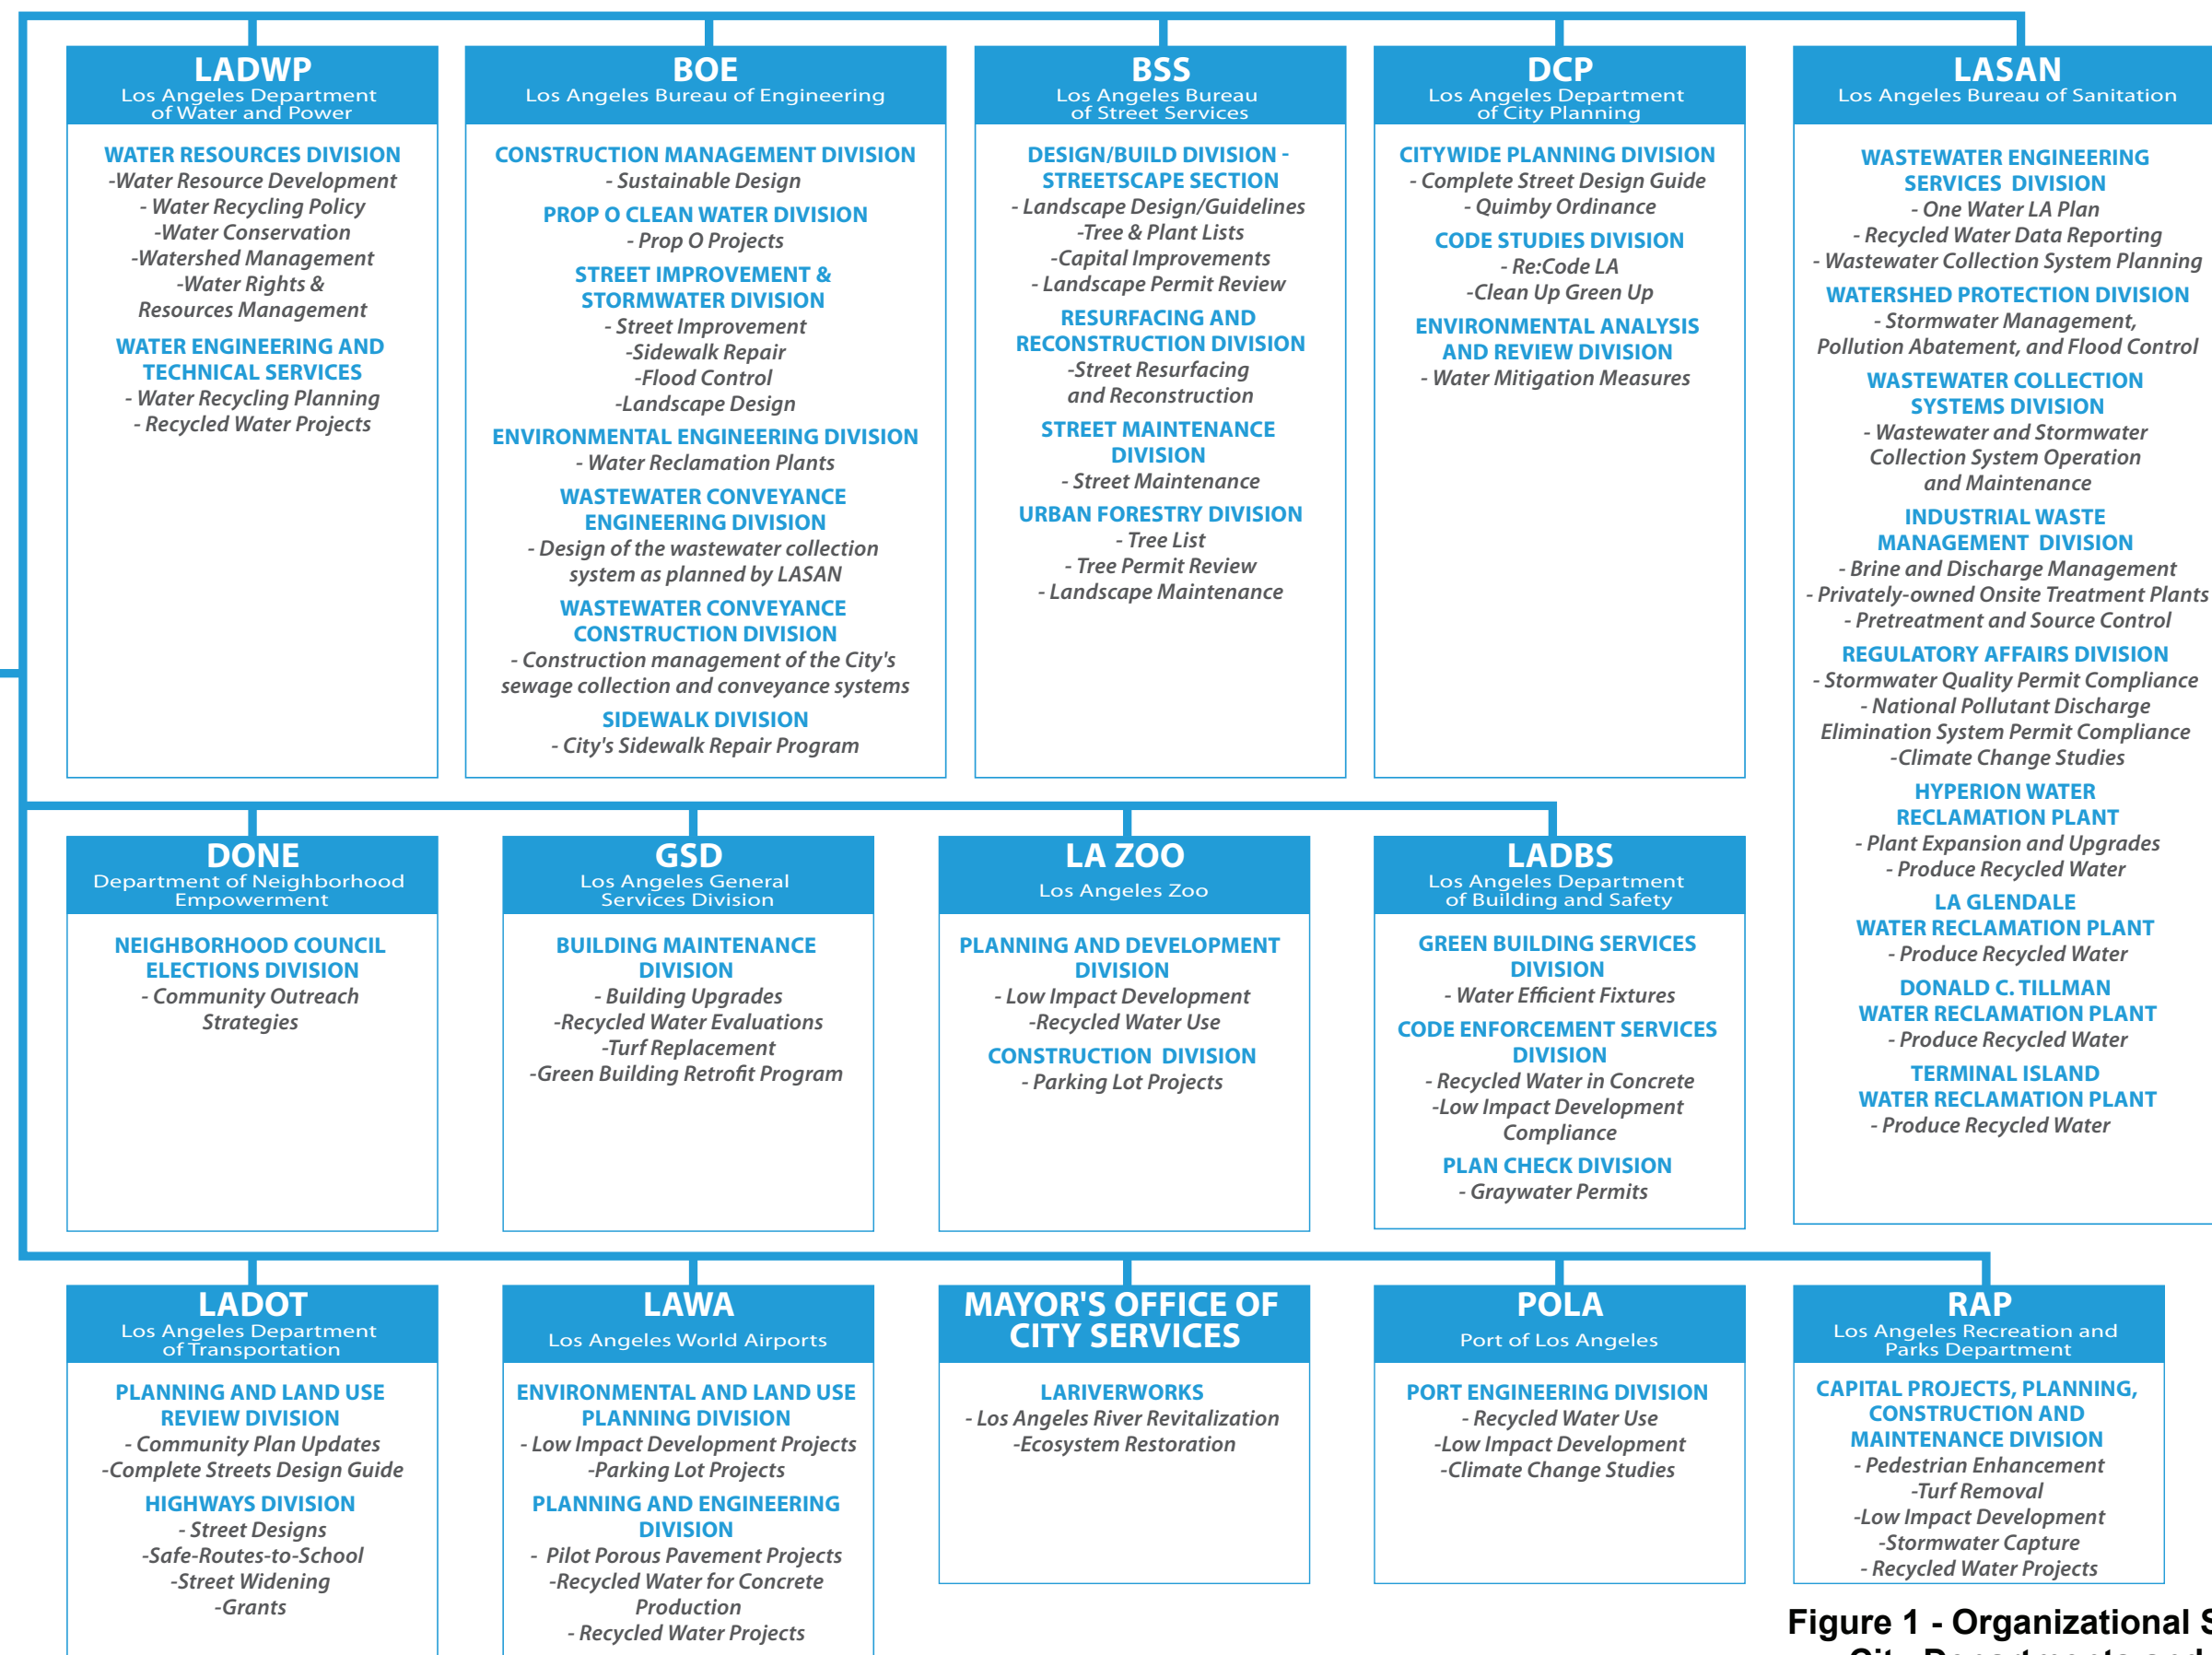 LADWP
Los Angeles Department
of Water and Power
WATER RESOURCES DIVISION
-Water Resource Development
- Water Recycling Policy
-Water Conservation
-Watershed Management
-Water Rights &
Resources Management
WATER ENGINEERING AND
TECHNICAL SERVICES
- Water Recycling Planning
- Recycled Water Projects
BOE
Los Angeles Bureau of Engineering
CONSTRUCTION MANAGEMENT DIVISION
- Sustainable Design
PROP O CLEAN WATER DIVISION
- Prop O Projects
STREET IMPROVEMENT &
STORMWATER DIVISION
- Street Improvement
-Sidewalk Repair
-Flood Control
-Landscape Design
ENVIRONMENTAL ENGINEERING DIVISION
- Water Reclamation Plants
WASTEWATER CONVEYANCE
ENGINEERING DIVISION
- Design of the wastewater collection
system as planned by LASAN
WASTEWATER CONVEYANCE
CONSTRUCTION DIVISION
- Construction management of the City's
sewage collection and conveyance systems
SIDEWALK DIVISION
- City's Sidewalk Repair Program
BSS
Los Angeles Bureau
of Street Services
DESIGN/BUILD DIVISION -
STREETSCAPE SECTION
- Landscape Design/Guidelines
-Tree & Plant Lists
-Capital Improvements
- Landscape Permit Review
RESURFACING AND
RECONSTRUCTION DIVISION
-Street Resurfacing
and Reconstruction
STREET MAINTENANCE
DIVISION
- Street Maintenance
URBAN FORESTRY DIVISION
- Tree List
- Tree Permit Review
- Landscape Maintenance
DCP
Los Angeles Department
of City Planning
CITYWIDE PLANNING DIVISION
- Complete Street Design Guide
- Quimby Ordinance
CODE STUDIES DIVISION
- Re:Code LA
-Clean Up Green Up
ENVIRONMENTAL ANALYSIS
AND REVIEW DIVISION
- Water Mitigation Measures
LASAN
Los Angeles Bureau of Sanitation
WASTEWATER ENGINEERING
SERVICES DIVISION
- One Water LA Plan
- Recycled Water Data Reporting
- Wastewater Collection System Planning
WATERSHED PROTECTION DIVISION
- Stormwater Management,
Pollution Abatement, and Flood Control
WASTEWATER COLLECTION
SYSTEMS DIVISION
- Wastewater and Stormwater
Collection System Operation
and Maintenance
INDUSTRIAL WASTE
MANAGEMENT DIVISION
- Brine and Discharge Management
- Privately-owned Onsite Treatment Plants
- Pretreatment and Source Control
REGULATORY AFFAIRS DIVISION
- Stormwater Quality Permit Compliance
- National Pollutant Discharge
Elimination System Permit Compliance
-Climate Change Studies
HYPERION WATER
RECLAMATION PLANT
- Plant Expansion and Upgrades
- Produce Recycled Water
LA GLENDALE
WATER RECLAMATION PLANT
- Produce Recycled Water
DONALD C. TILLMAN
WATER RECLAMATION PLANT
- Produce Recycled Water
TERMINAL ISLAND
WATER RECLAMATION PLANT
- Produce Recycled Water
DONE
Department of Neighborhood
Empowerment
NEIGHBORHOOD COUNCIL
ELECTIONS DIVISION
- Community Outreach
Strategies
GSD
Los Angeles General
Services Division
BUILDING MAINTENANCE
DIVISION
- Building Upgrades
-Recycled Water Evaluations
-Turf Replacement
-Green Building Retrofit Program
LA ZOO
Los Angeles Zoo
PLANNING AND DEVELOPMENT
DIVISION
- Low Impact Development
-Recycled Water Use
CONSTRUCTION DIVISION
- Parking Lot Projects
LADBS
Los Angeles Department
of Building and Safety
GREEN BUILDING SERVICES
DIVISION
- Water Efficient Fixtures
CODE ENFORCEMENT SERVICES
DIVISION
- Recycled Water in Concrete
-Low Impact Development
Compliance
PLAN CHECK DIVISION
- Graywater Permits
LADOT
Los Angeles Department
of Transportation
PLANNING AND LAND USE
REVIEW DIVISION
- Community Plan Updates
-Complete Streets Design Guide
HIGHWAYS DIVISION
- Street Designs
-Safe-Routes-to-School
-Street Widening
-Grants
LAWA
Los Angeles World Airports
ENVIRONMENTAL AND LAND USE
PLANNING DIVISION
- Low Impact Development Projects
-Parking Lot Projects
PLANNING AND ENGINEERING
DIVISION
- Pilot Porous Pavement Projects
-Recycled Water for Concrete
Production
- Recycled Water Projects
MAYOR'S OFFICE OF
CITY SERVICES
LARIVERWORKS
- Los Angeles River Revitalization
-Ecosystem Restoration
POLA
Port of Los Angeles
PORT ENGINEERING DIVISION
- Recycled Water Use
-Low Impact Development
-Climate Change Studies
RAP
Los Angeles Recreation and
Parks Department
CAPITAL PROJECTS, PLANNING,
CONSTRUCTION AND
MAINTENANCE DIVISION
- Pedestrian Enhancement
-Turf Removal
-Low Impact Development
-Stormwater Capture
- Recycled Water Projects
Figure 1 - Organizational
City Departments and